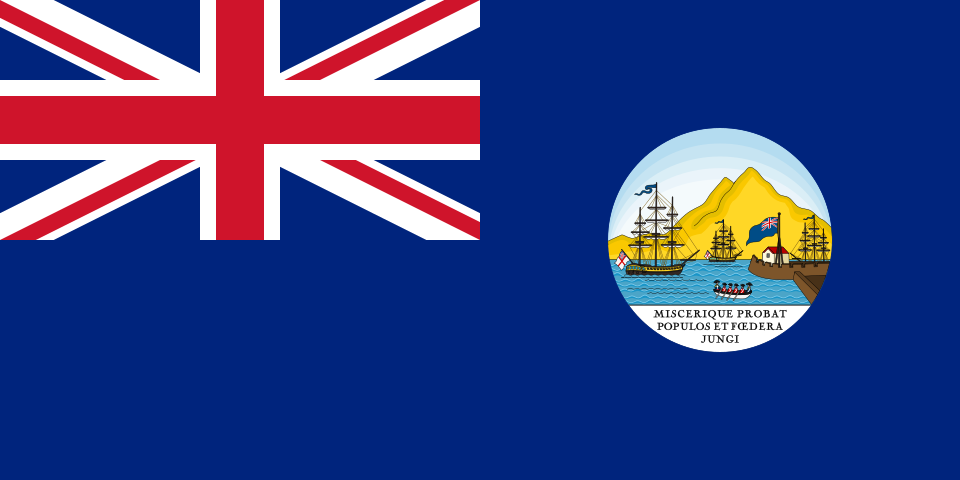 MISCERIQUE PROBAT
POPULOS ET FŒDERA
JUNGI